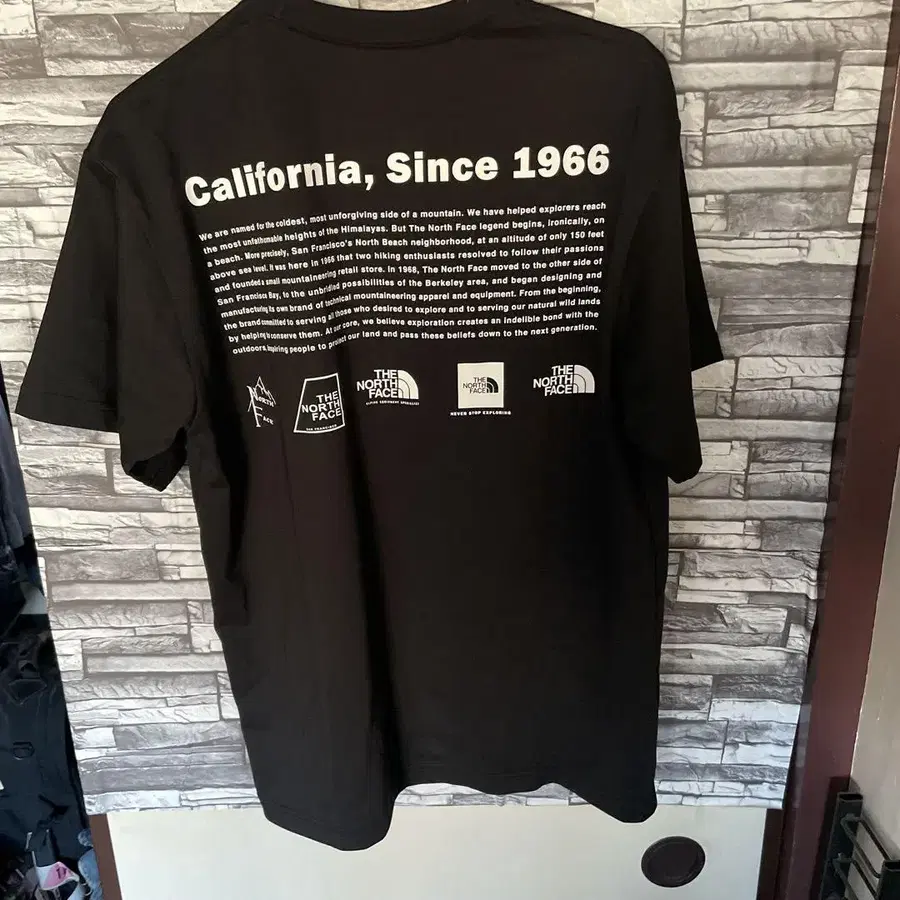 California, Since 1966
We are named for the coldest, most unforgiving side of a mountain. We have helped explorers reach
the most unfathomable heights of the Himalayas. But The North Face legend begins, ironically, on
a beach. More precisely, San Francisco's North Beach neighborhood, at an altitude of only 150 feet
above sea level. It was here in 1966 that two hiking enthusiasts resolved to follow their passions
and founded a small mountaineering retail store. In 1968, The North Face moved to the other side of
San Francisco Bay, to the unbridled possibilities of the Berkeley area, and began designing and
manufacturing its own brand of technical mountaineering apparel and equipment. From the beginning,
the brand committed to serving all those who desired to explore and to serving our natural wild lands
by helping to conserve them. At our core, we believe exploration creates an indelible bond with the
outdoors, inspiring people to protect our land and pass these beliefs down to the next generation.
North
Face
THE
NORTH
FACE
SAN FRANCISCO
THE
NORTH
FACE
ALPINE EQUIPMENT SPECIALIST
THE
NORTH
FACE
NEVER STOP EXPLORING
THE
NORTH
FACE